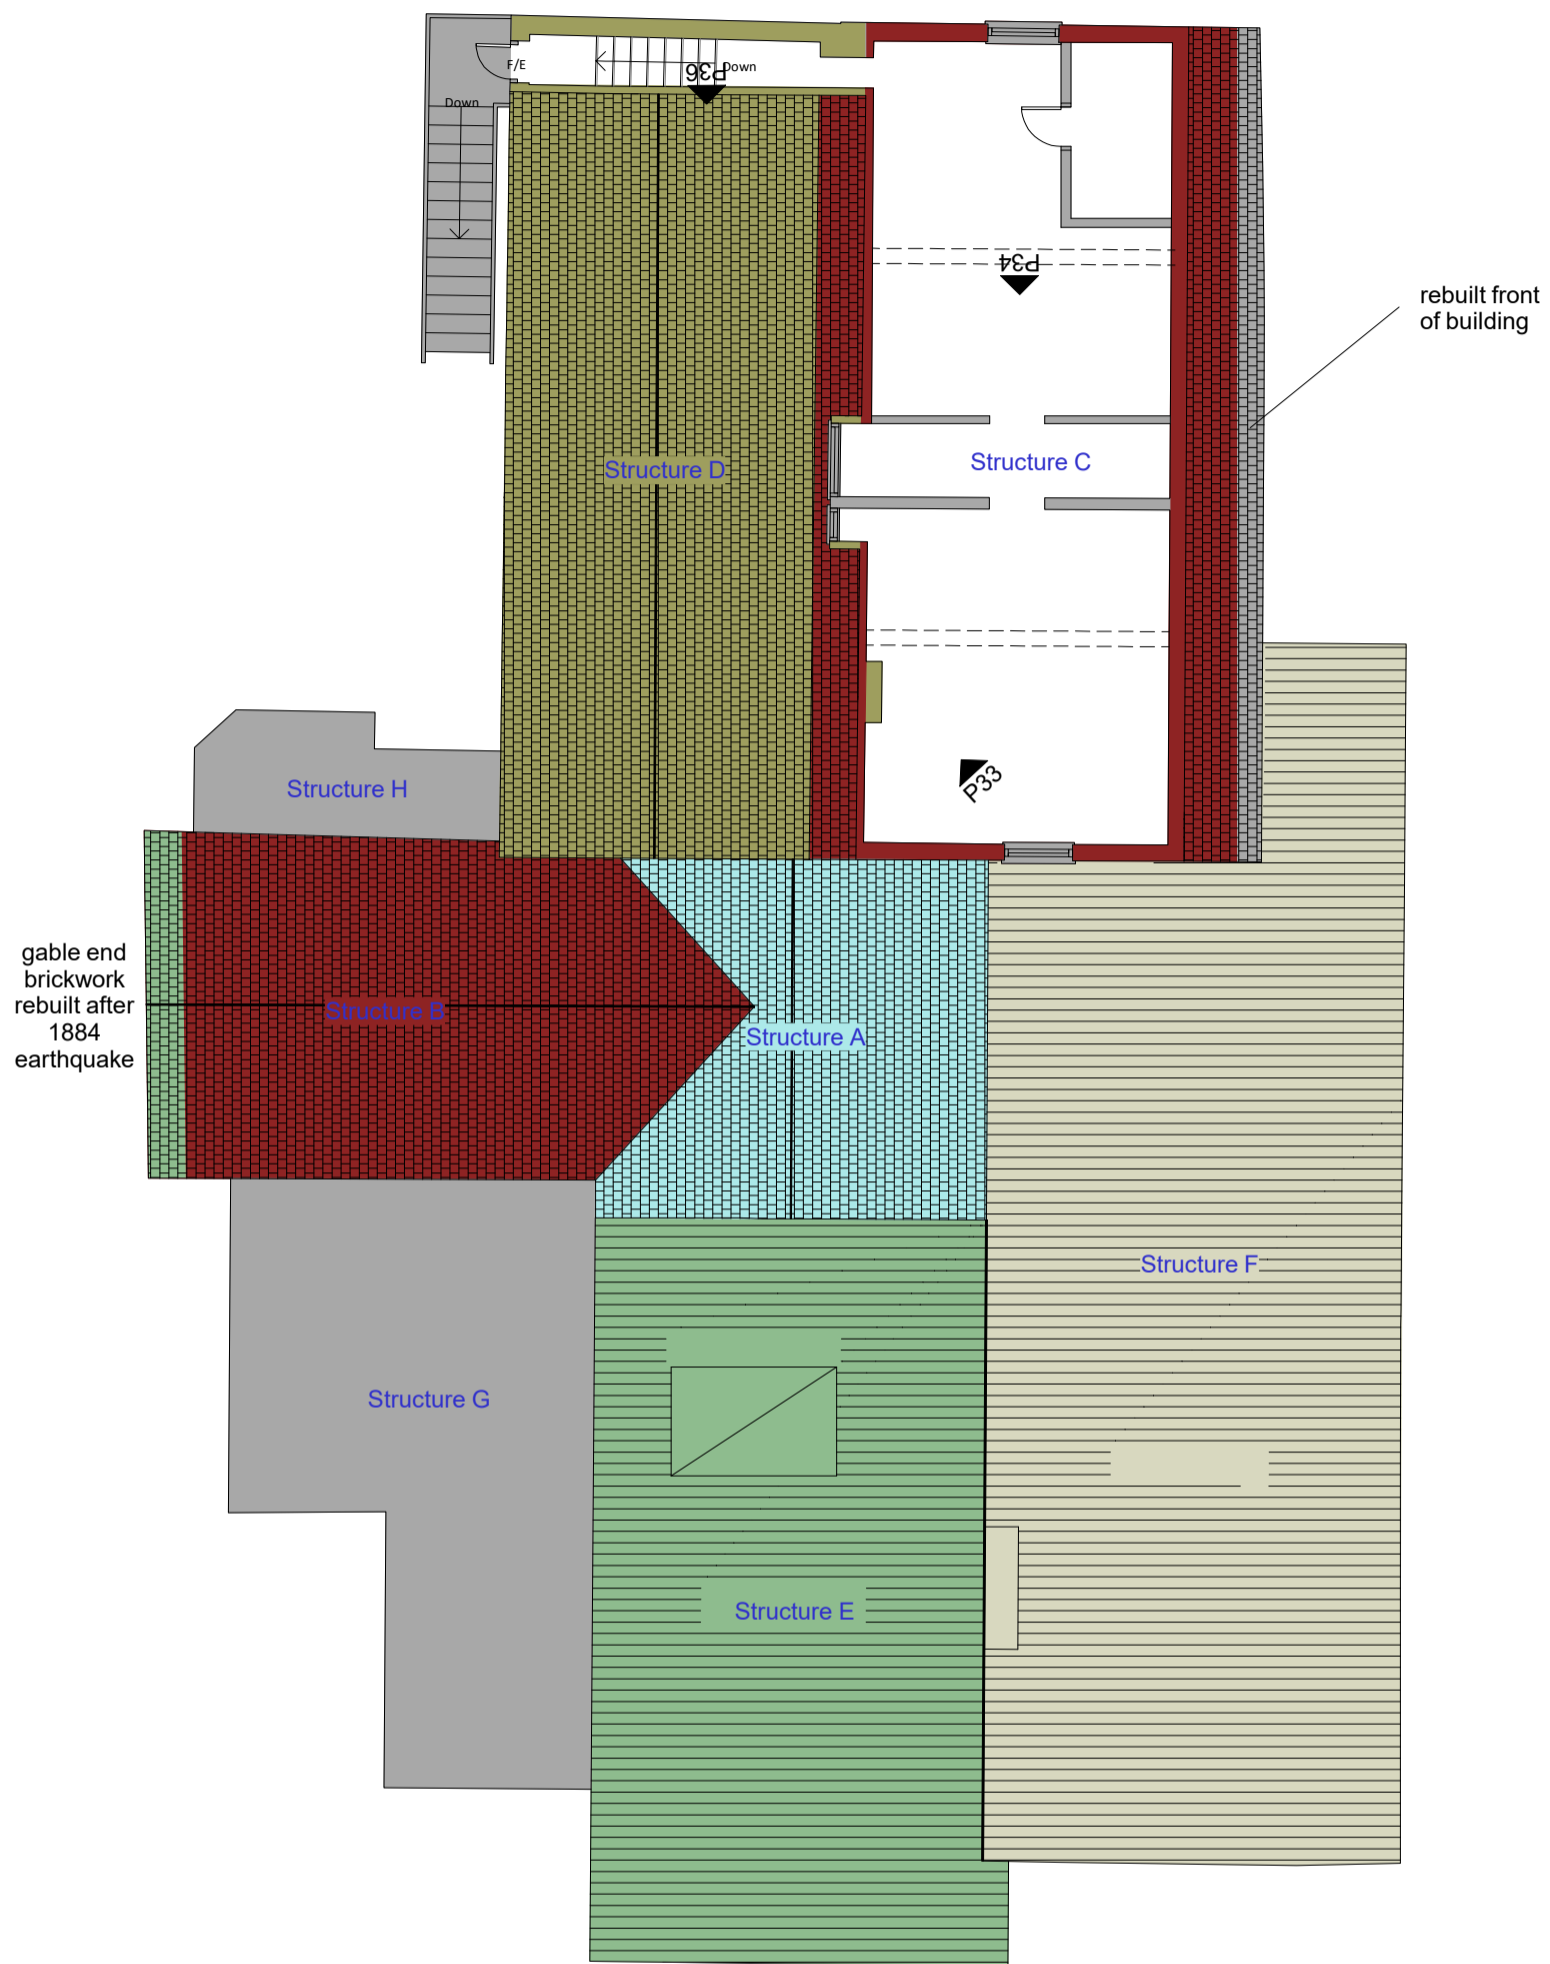 F/E
Down
P36
Down
P34
rebuilt front
of building
Structure D
Structure C
P33
Structure H
gable end
brickwork
rebuilt after
1884
earthquake
Structure B
Structure A
Structure F
Structure G
Structure E